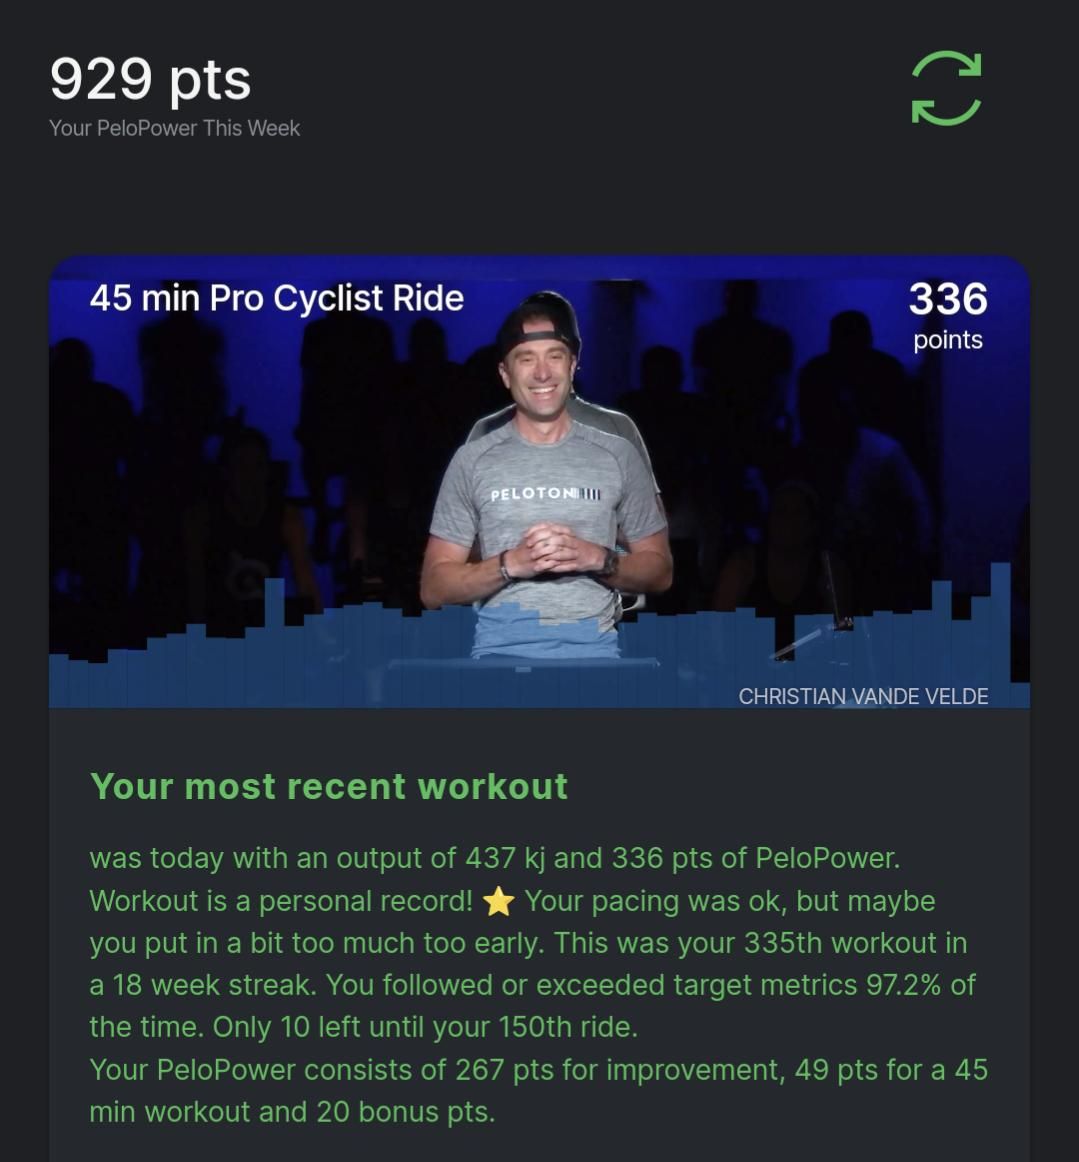 929 pts
Your PeloPower This Week
45 min Pro Cyclist Ride
336
points
PELOTON
CHRISTIAN VANDE VELDE
Your most recent workout
was today with an output of 437 kj and 336 pts of PeloPower.
Workout is a personal record! ⭐ Your pacing was ok, but maybe
you put in a bit too much too early. This was your 335th workout in
a 18 week streak. You followed or exceeded target metrics 97.2% of
the time. Only 10 left until your 150th ride.
Your PeloPower consists of 267 pts for improvement, 49 pts for a 45
min workout and 20 bonus pts.